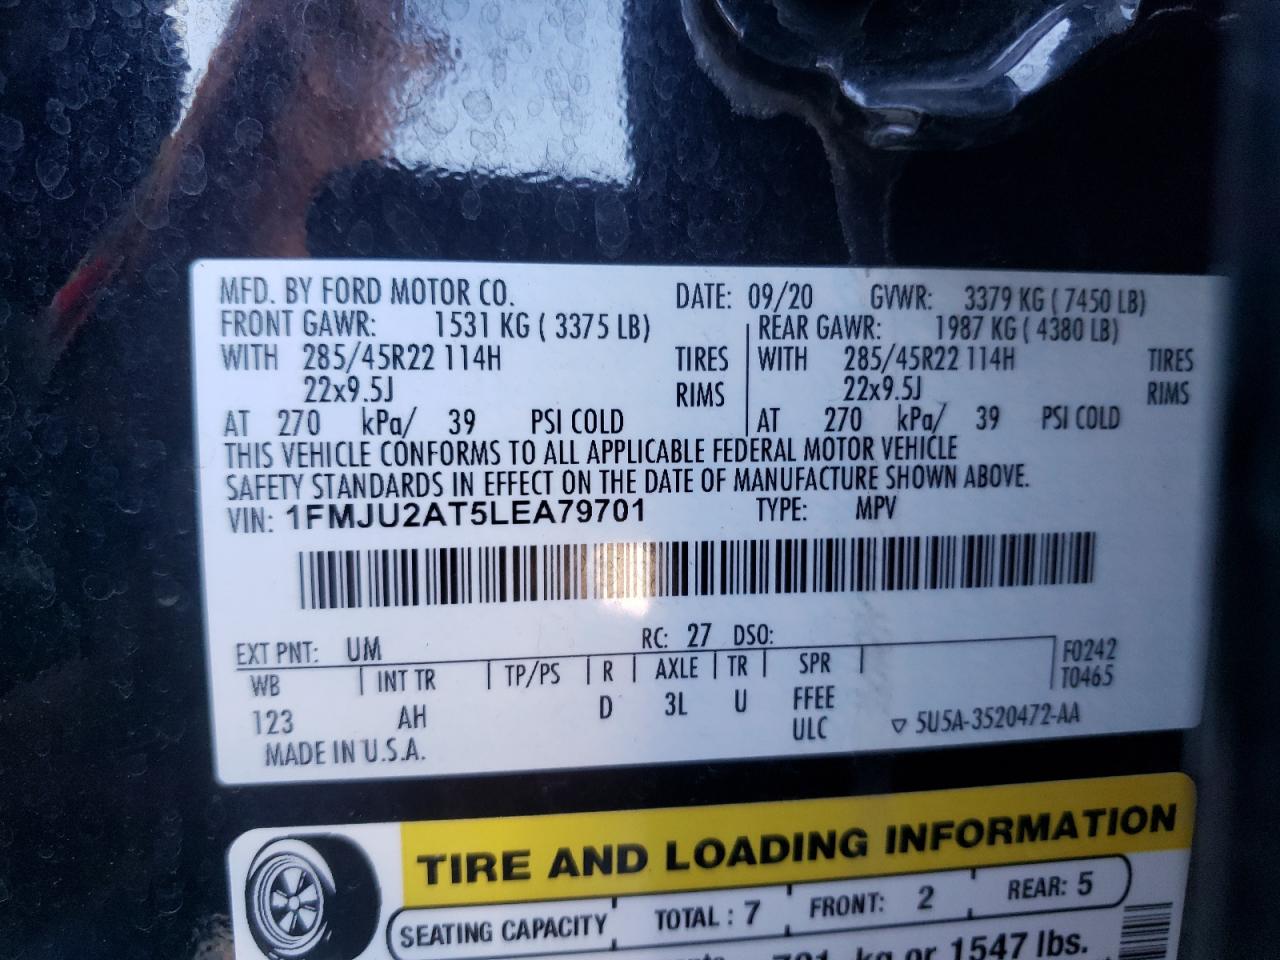 MFD. BY FORD MOTOR CO. DATE: 09/20 GVWR: 3379 KG ( 7450 LB)
FRONT GAWR: 1531 KG ( 3375 LB) REAR GAWR: 1987 KG ( 4380 LB)
WITH 285/45R22 114H TIRES WITH 285/45R22 114H TIRES
22x9.5J RIMS 22x9.5J RIMS
AT 270 kPa/ 39 PSI COLD AT 270 kPa/ 39 PSI COLD
THIS VEHICLE CONFORMS TO ALL APPLICABLE FEDERAL MOTOR VEHICLE
SAFETY STANDARDS IN EFFECT ON THE DATE OF MANUFACTURE SHOWN ABOVE.
VIN: 1FMJU2AT5LEA79701 TYPE: MPV
EXT PNT: UM RC: 27 DSO:
WB INT TR TP/PS R AXLE TR SPR F0242
T0465
123 AH D 3L U FFEE
ULC ▽ 5U5A-3520472-AA
MADE IN U.S.A.
TIRE AND LOADING INFORMATION
SEATING CAPACITY TOTAL : 7 FRONT: 2 REAR: 5
kg or 1547 lbs.